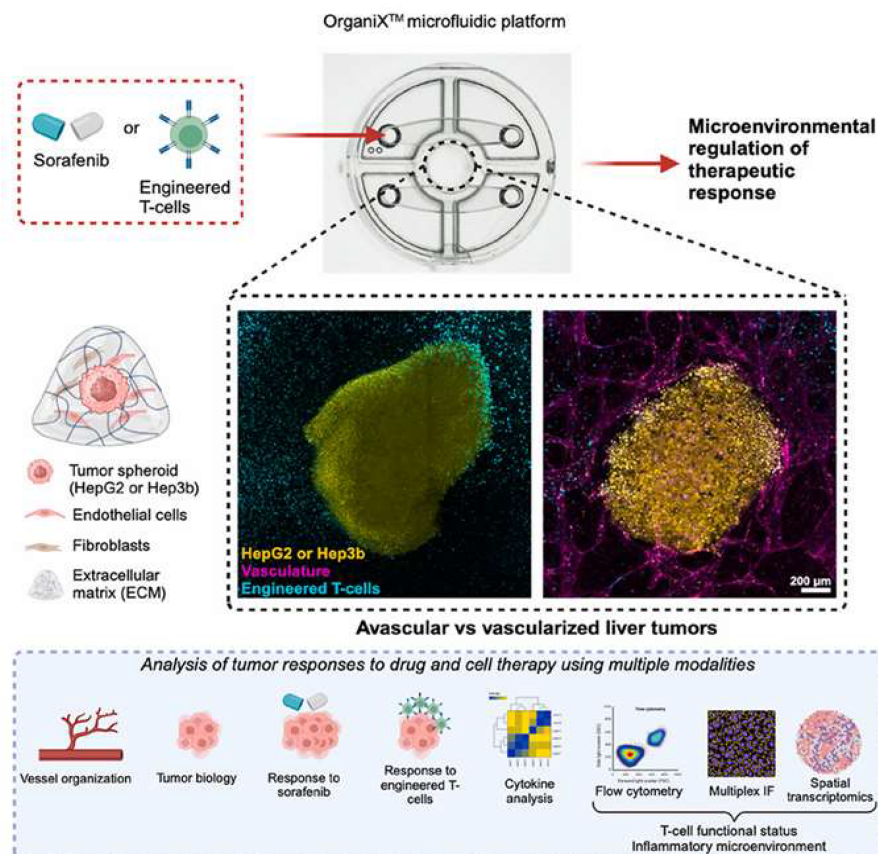 OrganiX™ microfluidic platform
Sorafenib
or
Engineered
T-cells
Microenvironmental
regulation of
therapeutic
response
Tumor spheroid
(HepG2 or Hep3b)
Endothelial cells
Fibroblasts
Extracellular
matrix (ECM)
HepG2 or Hep3b
Vasculature
Engineered T-cells
200 µm
Avascular vs vascularized liver tumors
Analysis of tumor responses to drug and cell therapy using multiple modalities
Vessel organization
Tumor biology
Response to
sorafenib
Response to
engineered T-
cells
Cytokine
analysis
Flow cytometry
Flow cytometry
Multiplex IF
Spatial
transcriptomics
T-cell functional status
Inflammatory microenvironment